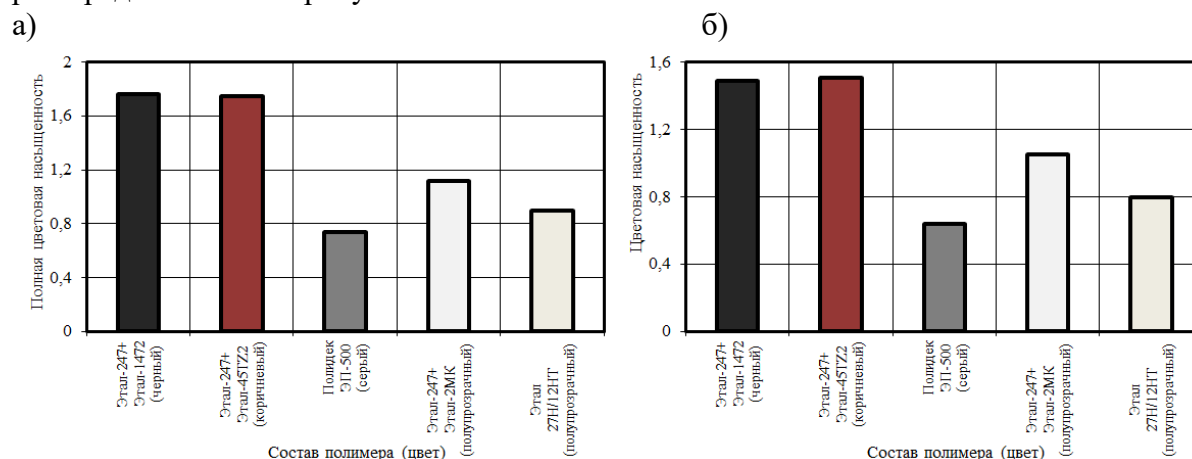 а)
б)
Полная цветовая насыщенность
2
1,6
1,2
0,8
0,4
0
Этал-247+
Этал-1472
(черный)
Этал-247+
Этал-45TZ2
(коричневый)
Полидек
ЭП-500
(серый)
Этал-247+
Этал-2МК
(полупрозрачный)
Этал
27Н/12НТ
(полупрозрачный)
Состав полимера (цвет)
Цветовая насыщенность
1,6
1,2
0,8
0,4
0
Этал-247+
Этал-1472
(черный)
Этал-247+
Этал-45TZ2
(коричневый)
Полидек
ЭП-500
(серый)
Этал-247+
Этал-2МК
(полупрозрачный)
Этал
27Н/12НТ
(полупрозрачный)
Состав полимера (цвет)